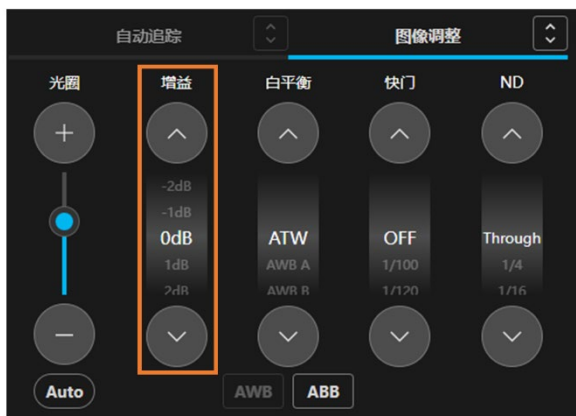 自动追踪 图像调整
光圈 增益 白平衡 快门 ND
-2dB
-1dB
0dB ATW OFF Through
1dB AWB A 1/100 1/4
2dB AWB B 1/120 1/16
Auto AWB ABB